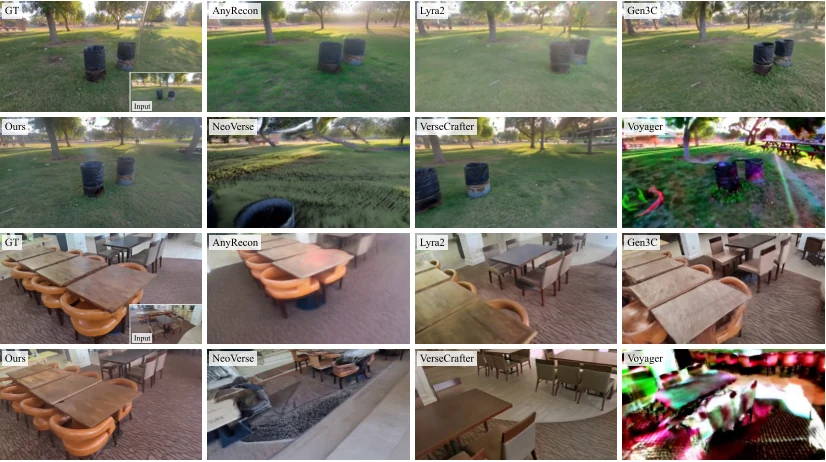 GT
AnyRecon
Lyra2
Gen3C
Input
Ours
NeoVerse
VerseCrafter
Voyager
GT
AnyRecon
Lyra2
Gen3C
Input
Ours
NeoVerse
VerseCrafter
Voyager